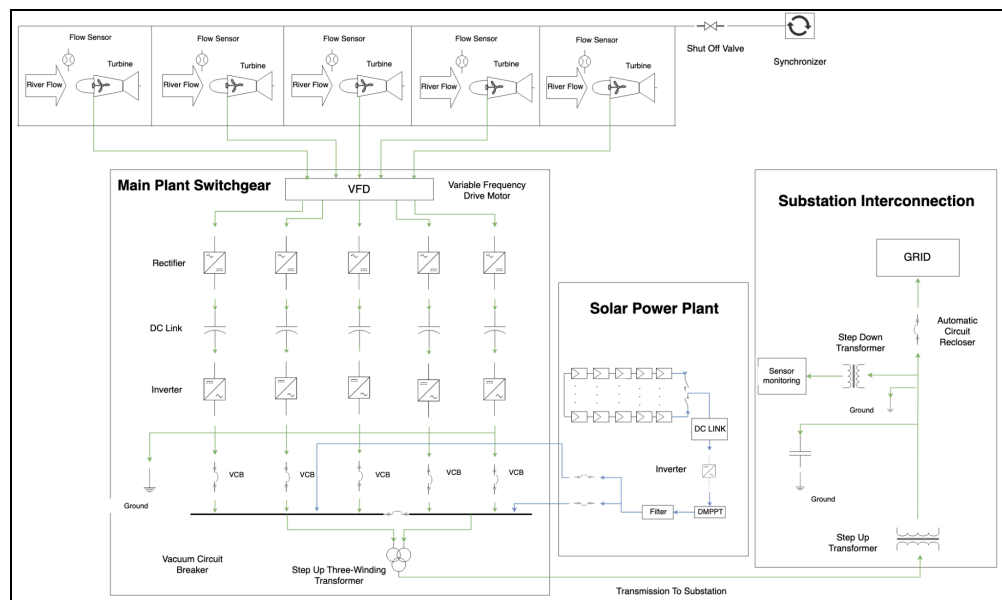 Flow Sensor
Turbine
River Flow
Flow Sensor
Turbine
River Flow
Flow Sensor
Turbine
River Flow
Flow Sensor
Turbine
River Flow
Flow Sensor
Turbine
River Flow
Shut Off Valve
Synchronizer
Main Plant Switchgear
VFD
Variable Frequency
Drive Motor
Rectifier
DC Link
Inverter
VCB
VCB
VCB
VCB
VCB
Ground
Vacuum Circuit
Breaker
Step Up Three-Winding
Transformer
Solar Power Plant
DC LINK
Inverter
DMPPT
Filter
Substation Interconnection
GRID
Automatic
Circuit
Recloser
Step Down
Transformer
Sensor
monitoring
Ground
Ground
Step Up
Transformer
Transmission To Substation